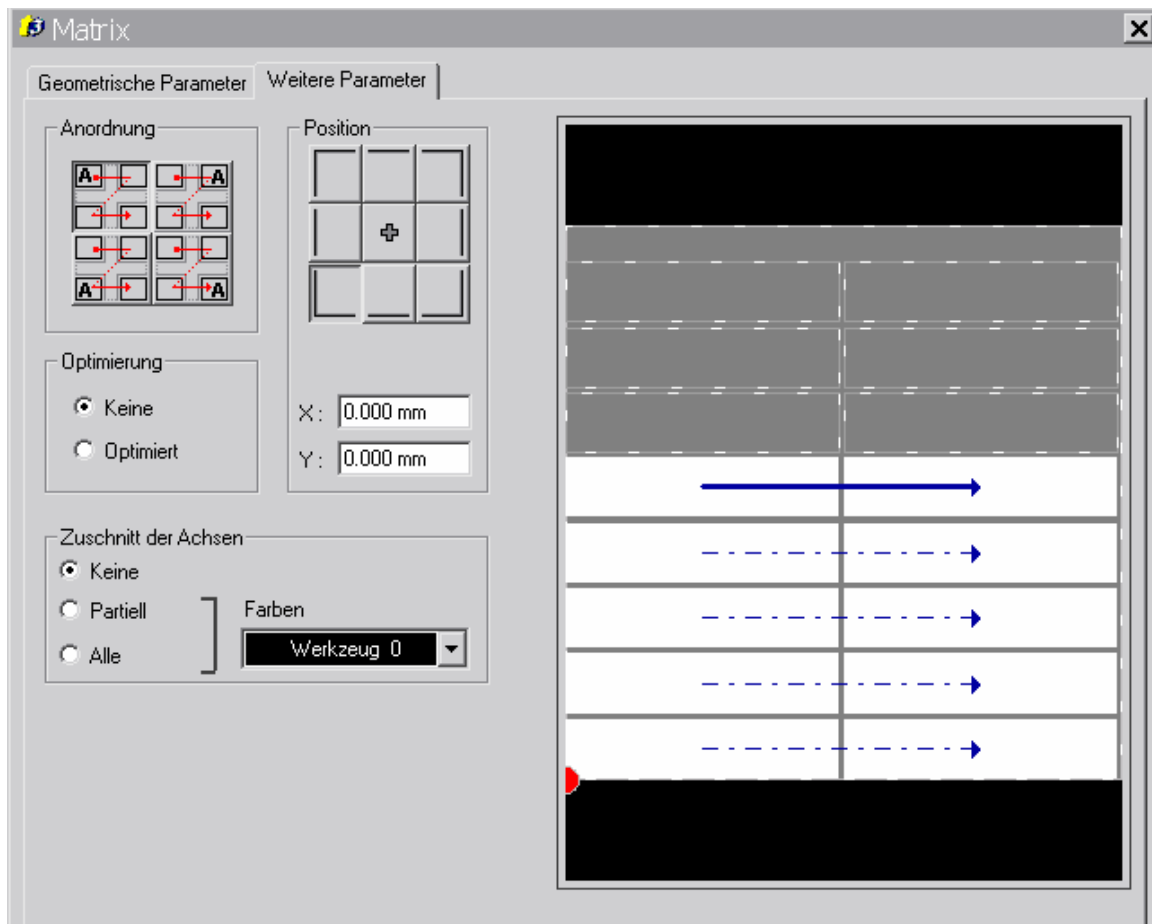 Matrix
Geometrische Parameter
Weitere Parameter
Anordnung
A
A
A
A
Position
X : 0.000 mm
Y : 0.000 mm
Optimierung
Keine
Optimiert
Zuschnitt der Achsen
Keine
Partiell
Alle
Farben
Werkzeug 0